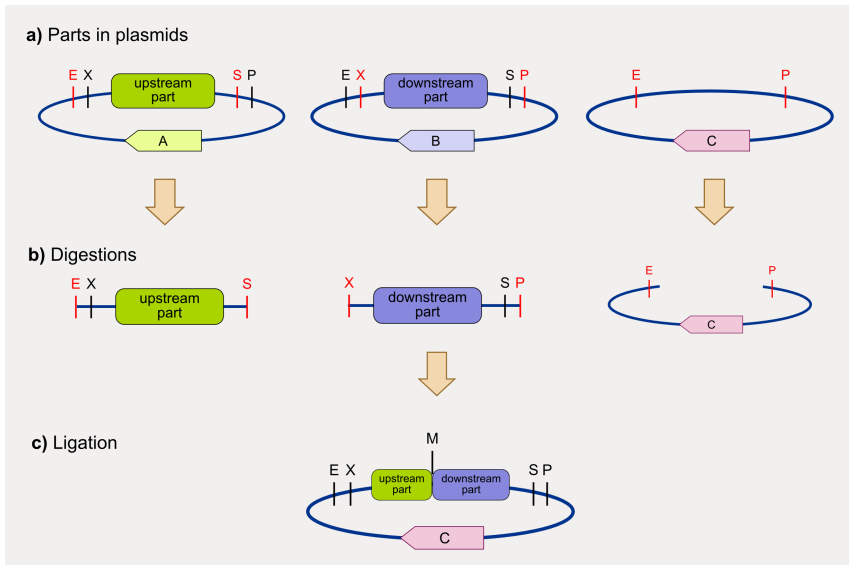 a) Parts in plasmids
E X S P
upstream
part
A
E X S P
downstream
part
B
E P
C
b) Digestions
E X S
upstream
part
X S P
downstream
part
E P
C
c) Ligation
M
E X S P
upstream
part
downstream
part
C